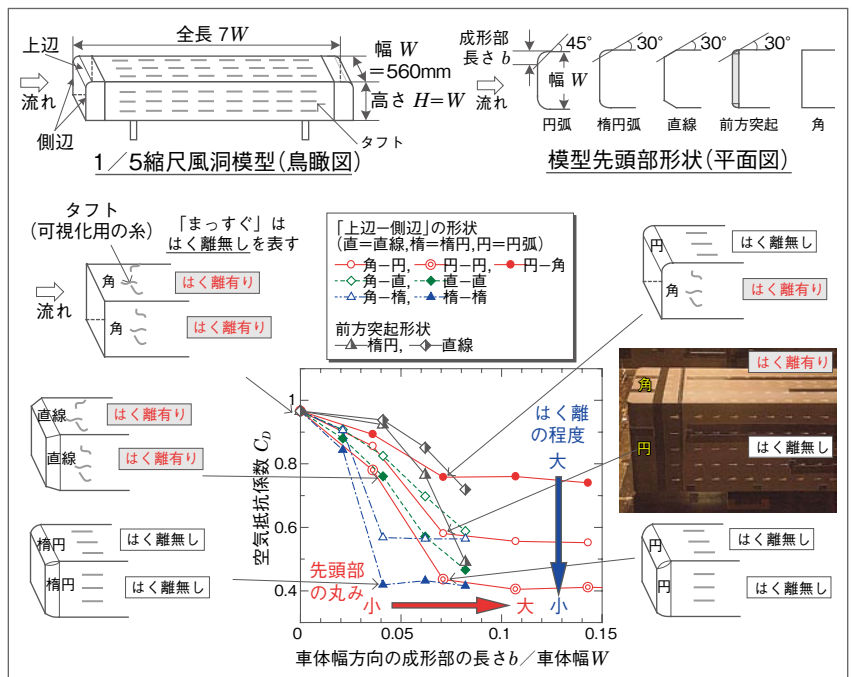 全長 7W
上辺
幅 W
=560mm
流れ
高さ H=W
側辺
タフト
1/5縮尺風洞模型(鳥瞰図)
成形部
長さ b
45°
30°
30°
30°
幅 W
流れ
円弧
楕円弧
直線
前方突起
角
模型先頭部形状(平面図)
タフト
(可視化用の糸)
「まっすぐ」は
はく離無しを表す
角
はく離有り
流れ
角
はく離有り
「上辺−側辺」の形状
(直=直線,楕=楕円,円=円弧)
角−円, 円−円, 円−角
角−直, 直−直
角−楕, 楕−楕
前方突起形状
楕円, 直線
円
はく離無し
角
はく離有り
はく離有り
角
円
はく離無し
直線
はく離有り
直線
はく離有り
楕円
はく離無し
楕円
はく離無し
円
はく離無し
円
はく離無し
空気抵抗係数 CD
1
0.8
0.6
0.4
はく離
の程度
大
小
先頭部
の丸み
小
大
0
0.05
0.1
0.15
車体幅方向の成形部の長さb/車体幅W